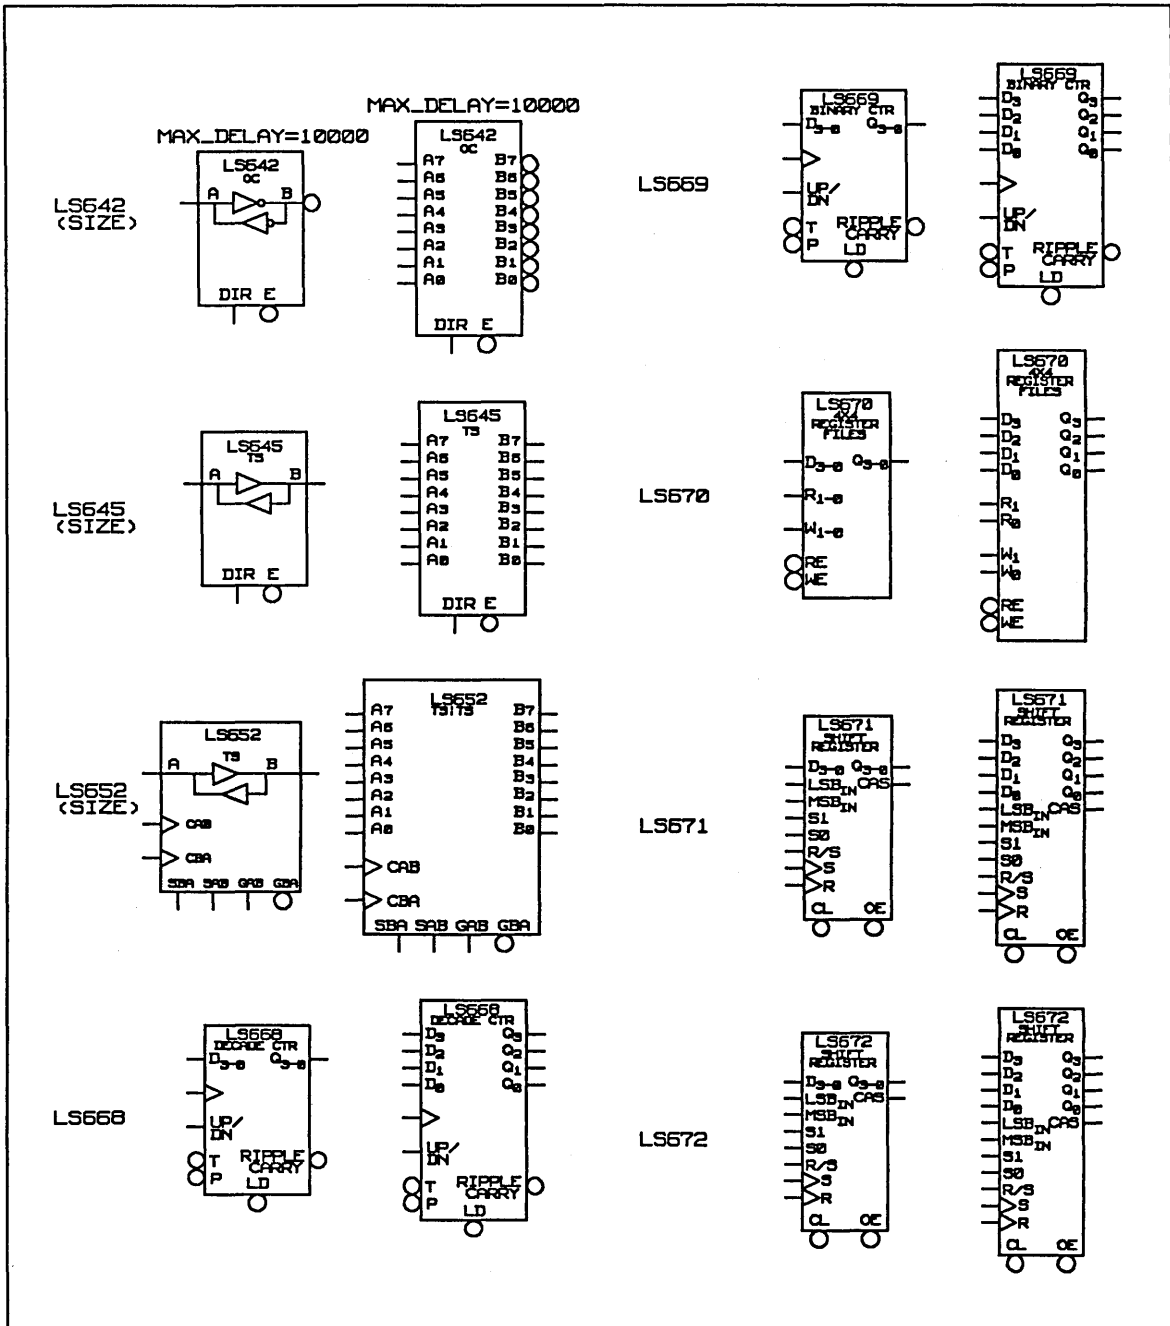 MAX_DELAY=10000
LS642
(SIZE)
LS642
OC
A B
DIR E
MAX_DELAY=10000
LS642
OC
A7 B7
A6 B6
A5 B5
A4 B4
A3 B3
A2 B2
A1 B1
A0 B0
DIR E
LS645
(SIZE)
LS645
TS
A B
DIR E
LS645
TS
A7 B7
A6 B6
A5 B5
A4 B4
A3 B3
A2 B2
A1 B1
A0 B0
DIR E
LS652
(SIZE)
LS652
TS
A B
CAB
CBA
SBA SAB GAB GBA
LS652
TS:TS
A7 B7
A6 B6
A5 B5
A4 B4
A3 B3
A2 B2
A1 B1
A0 B0
CAB
CBA
SBA SAB GAB GBA
LS668
LS668
DECADE CTR
D3-0 Q3-0
UP/
DN
T RIPPLE
P CARRY
LD
LS668
DECADE CTR
D3 Q3
D2 Q2
D1 Q1
D0 Q0
UP/
DN
T RIPPLE
P CARRY
LD
LS669
LS669
BINARY CTR
D3-0 Q3-0
UP/
DN
T RIPPLE
P CARRY
LD
LS669
BINARY CTR
D3 Q3
D2 Q2
D1 Q1
D0 Q0
UP/
DN
T RIPPLE
P CARRY
LD
LS670
LS670
4X4
REGISTER
FILES
D3-0 Q3-0
R1-0
W1-0
RE
WE
LS670
4X4
REGISTER
FILES
D3 Q3
D2 Q2
D1 Q1
D0 Q0
R1
R0
W1
W0
RE
WE
LS671
LS671
SHIFT
REGISTER
D3-0 Q3-0
LSBIN CAS
MSBIN
S1
S0
R/S
S
R
CL OE
LS671
SHIFT
REGISTER
D3 Q3
D2 Q2
D1 Q1
D0 Q0
LSBIN CAS
MSBIN
S1
S0
R/S
S
R
CL OE
LS672
LS672
SHIFT
REGISTER
D3-0 Q3-0
LSBIN CAS
MSBIN
S1
S0
R/S
S
R
CL OE
LS672
SHIFT
REGISTER
D3 Q3
D2 Q2
D1 Q1
D0 Q0
LSBIN CAS
MSBIN
S1
S0
R/S
S
R
CL OE